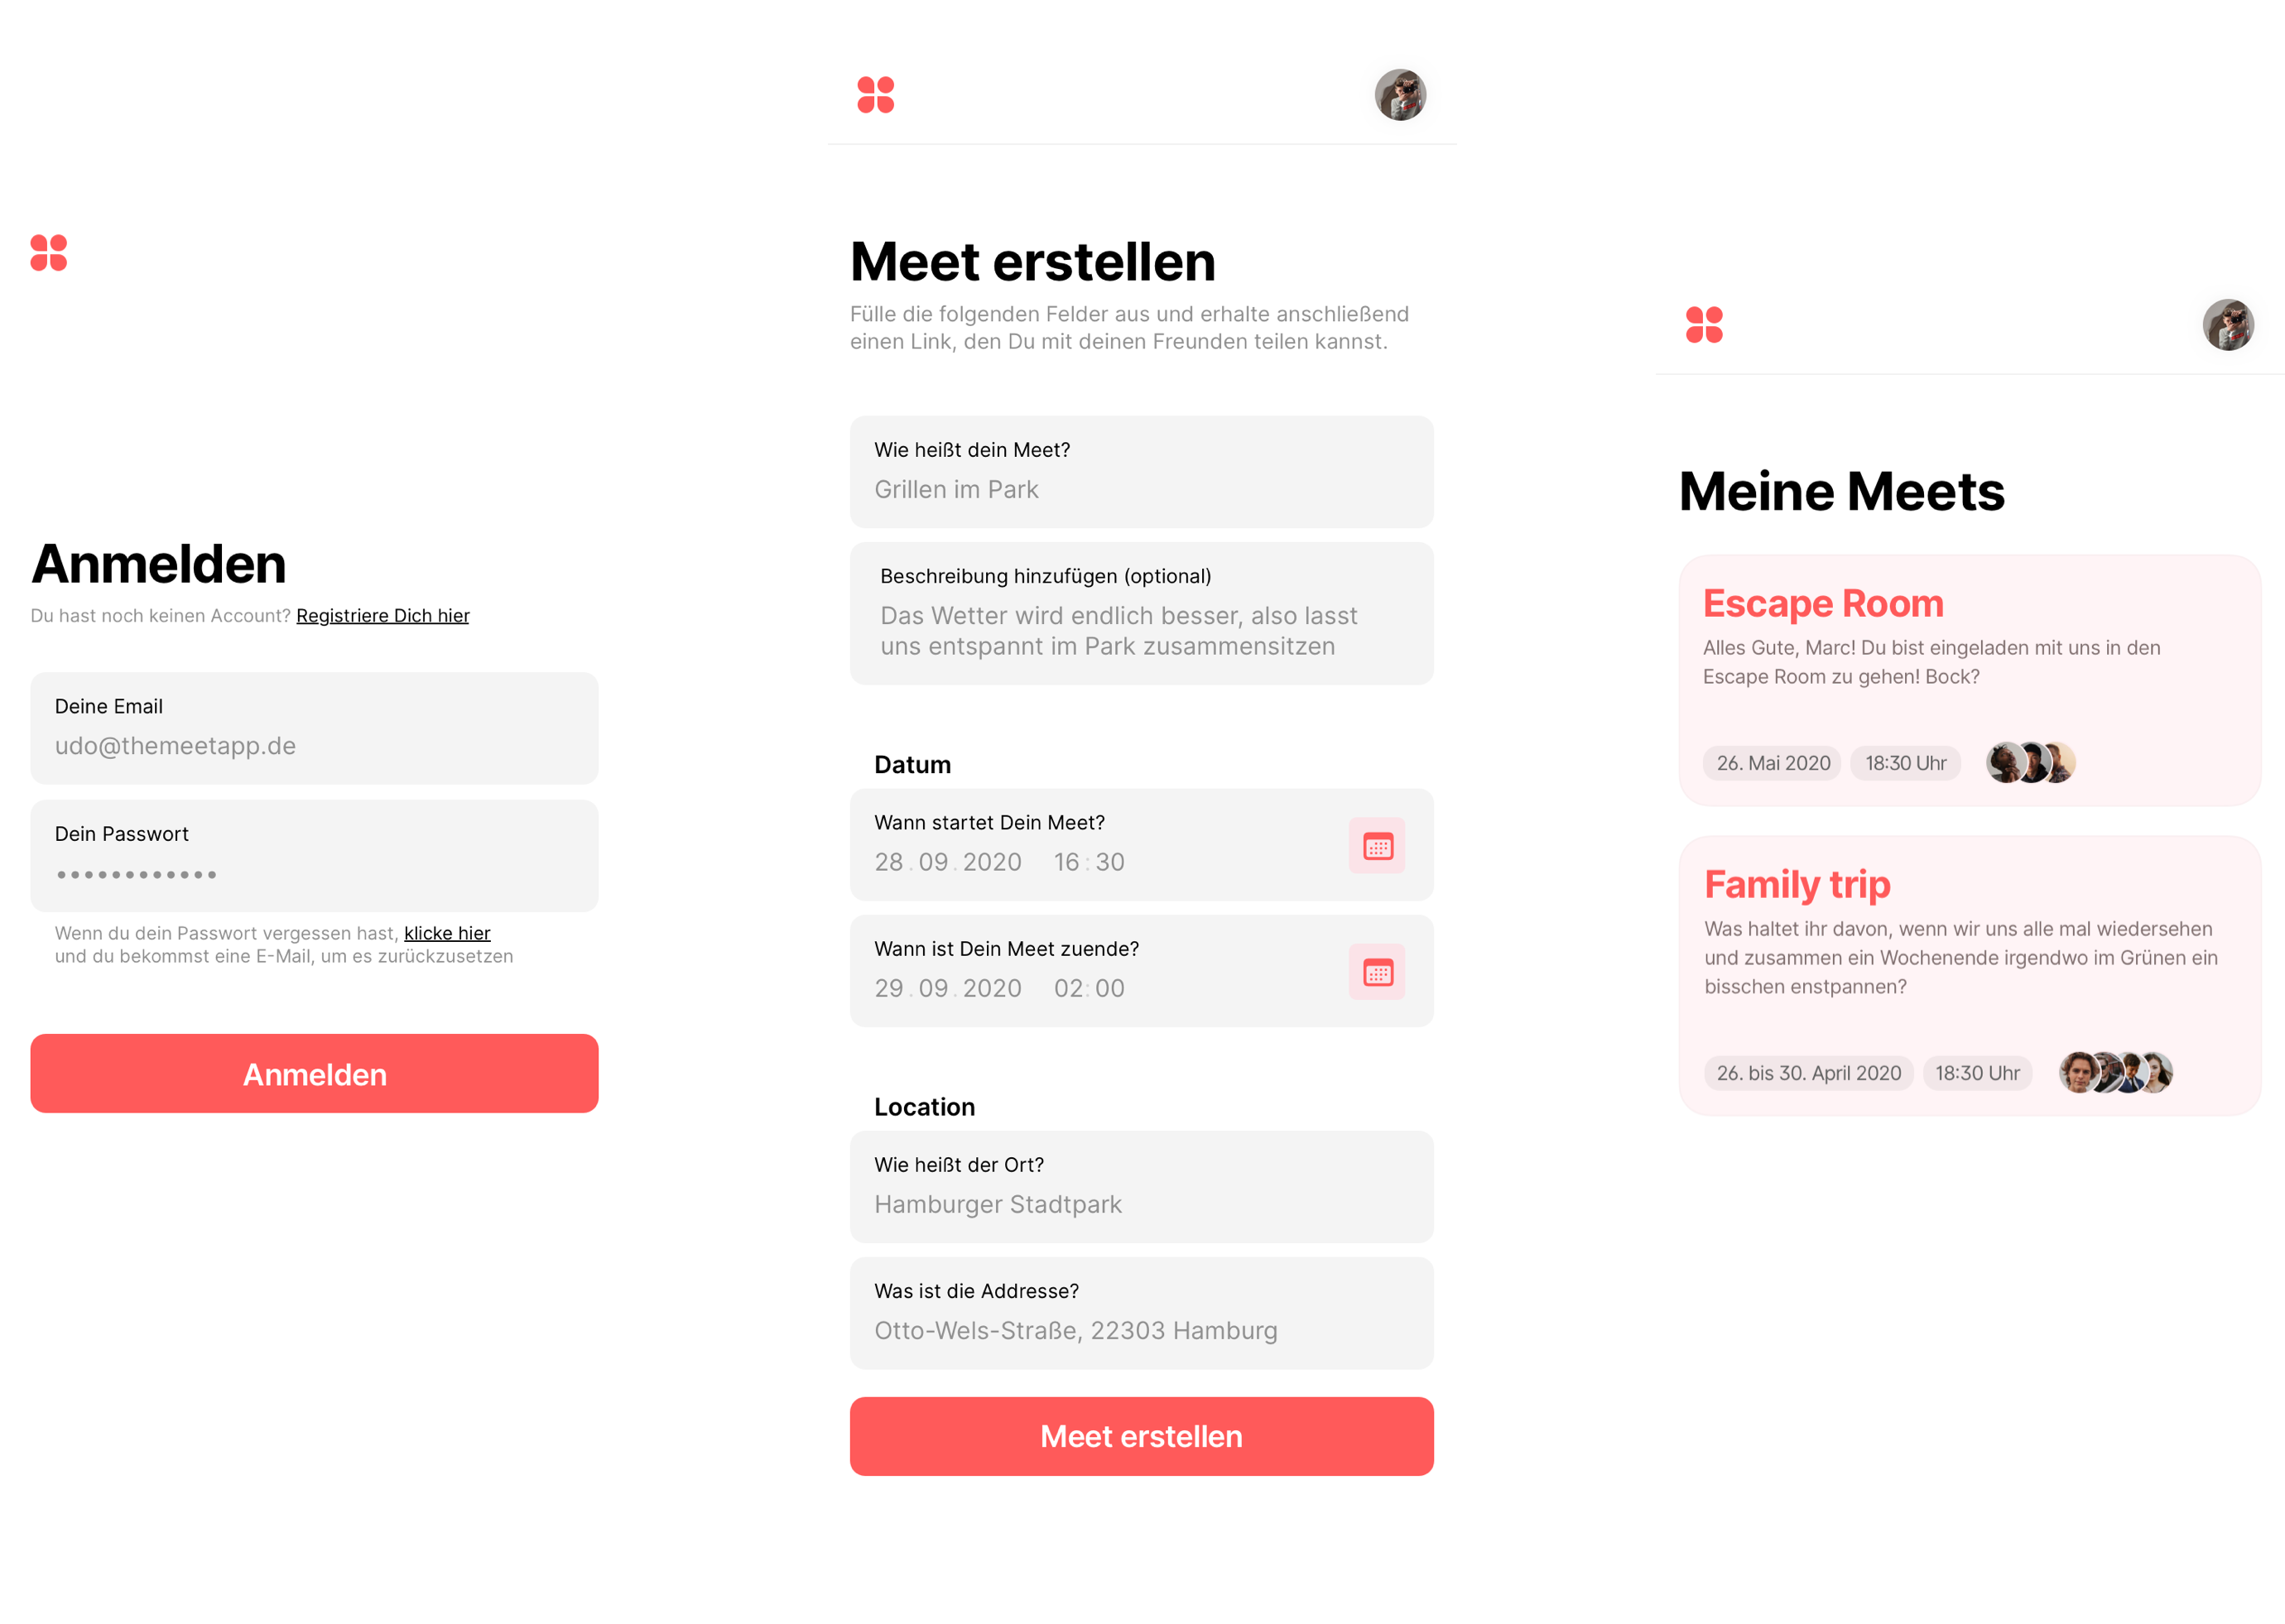 Anmelden
Du hast noch keinen Account? Registriere Dich hier
Deine Email
udo@themeetapp.de
Dein Passwort
••••••••••••
Wenn du dein Passwort vergessen hast, klicke hier
und du bekommst eine E-Mail, um es zurückzusetzen
Anmelden
Meet erstellen
Fülle die folgenden Felder aus und erhalte anschließend
einen Link, den Du mit deinen Freunden teilen kannst.
Wie heißt dein Meet?
Grillen im Park
Beschreibung hinzufügen (optional)
Das Wetter wird endlich besser, also lasst
uns entspannt im Park zusammensitzen
Datum
Wann startet Dein Meet?
28.09.2020 16:30
Wann ist Dein Meet zuende?
29.09.2020 02:00
Location
Wie heißt der Ort?
Hamburger Stadtpark
Was ist die Addresse?
Otto-Wels-Straße, 22303 Hamburg
Meet erstellen
Meine Meets
Escape Room
Alles Gute, Marc! Du bist eingeladen mit uns in den
Escape Room zu gehen! Bock?
26. Mai 2020 18:30 Uhr
Family trip
Was haltet ihr davon, wenn wir uns alle mal wiedersehen
und zusammen ein Wochenende irgendwo im Grünen ein
bisschen enstpannen?
26. bis 30. April 2020 18:30 Uhr